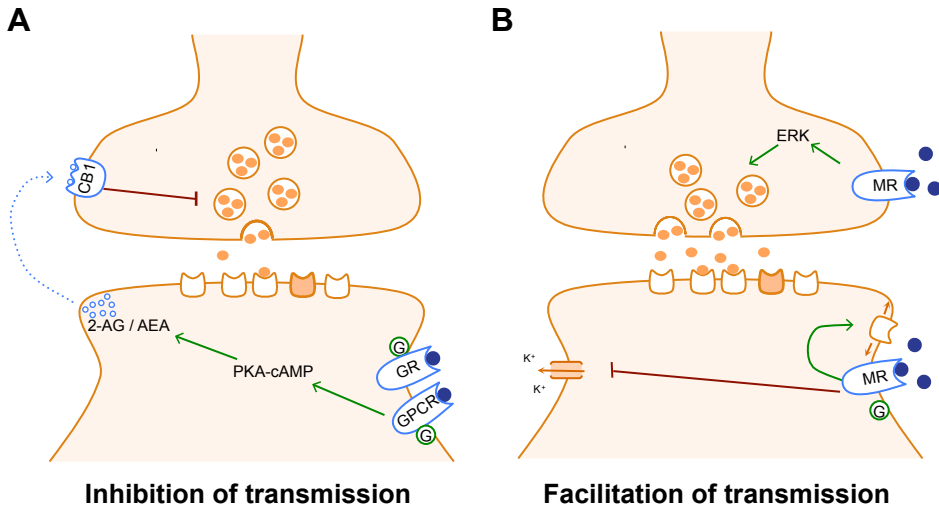 A
CB1
2-AG / AEA
PKA-cAMP
G
GR
GPCR
G
Inhibition of transmission
B
ERK
MR
K⁺
K⁺
MR
G
Facilitation of transmission